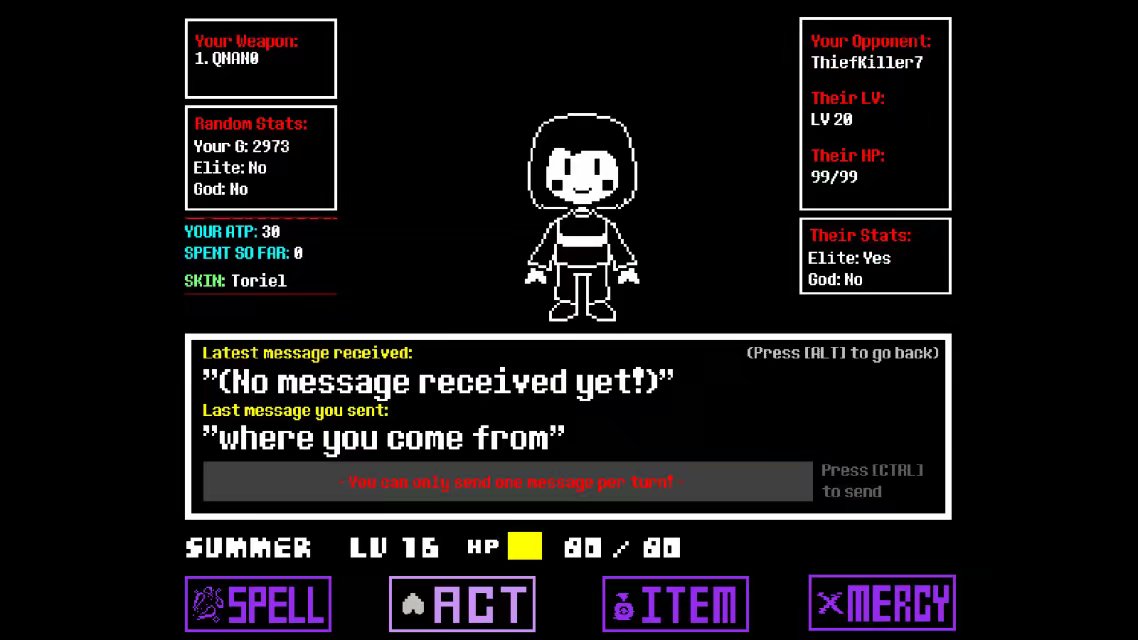 Your Weapon:
1. QNAN0
Random Stats:
Your G: 2973
Elite: No
God: No
YOUR ATP: 30
SPENT SO FAR: 0
SKIN: Toriel
Your Opponent:
ThiefKiller7
Their LV:
LV 20
Their HP:
99/99
Their Stats:
Elite: Yes
God: No
Latest message received:
(Press [ALT] to go back)
"(No message received yet!)"
Last message you sent:
"where you come from"
- You can only send one message per turn! -
Press [CTRL]
to send
SUMMER LV 16 HP 80 / 80
SPELL ACT ITEM MERCY